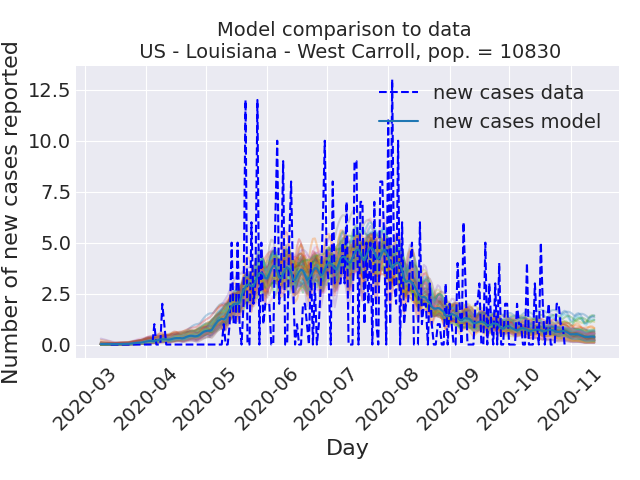 Model comparison to data
US - Louisiana - West Carroll, pop. = 10830
Number of new cases reported
12.5
10.0
7.5
5.0
2.5
0.0
new cases data
new cases model
2020-03
2020-04
2020-05
2020-06
2020-07
2020-08
2020-09
2020-10
2020-11
Day